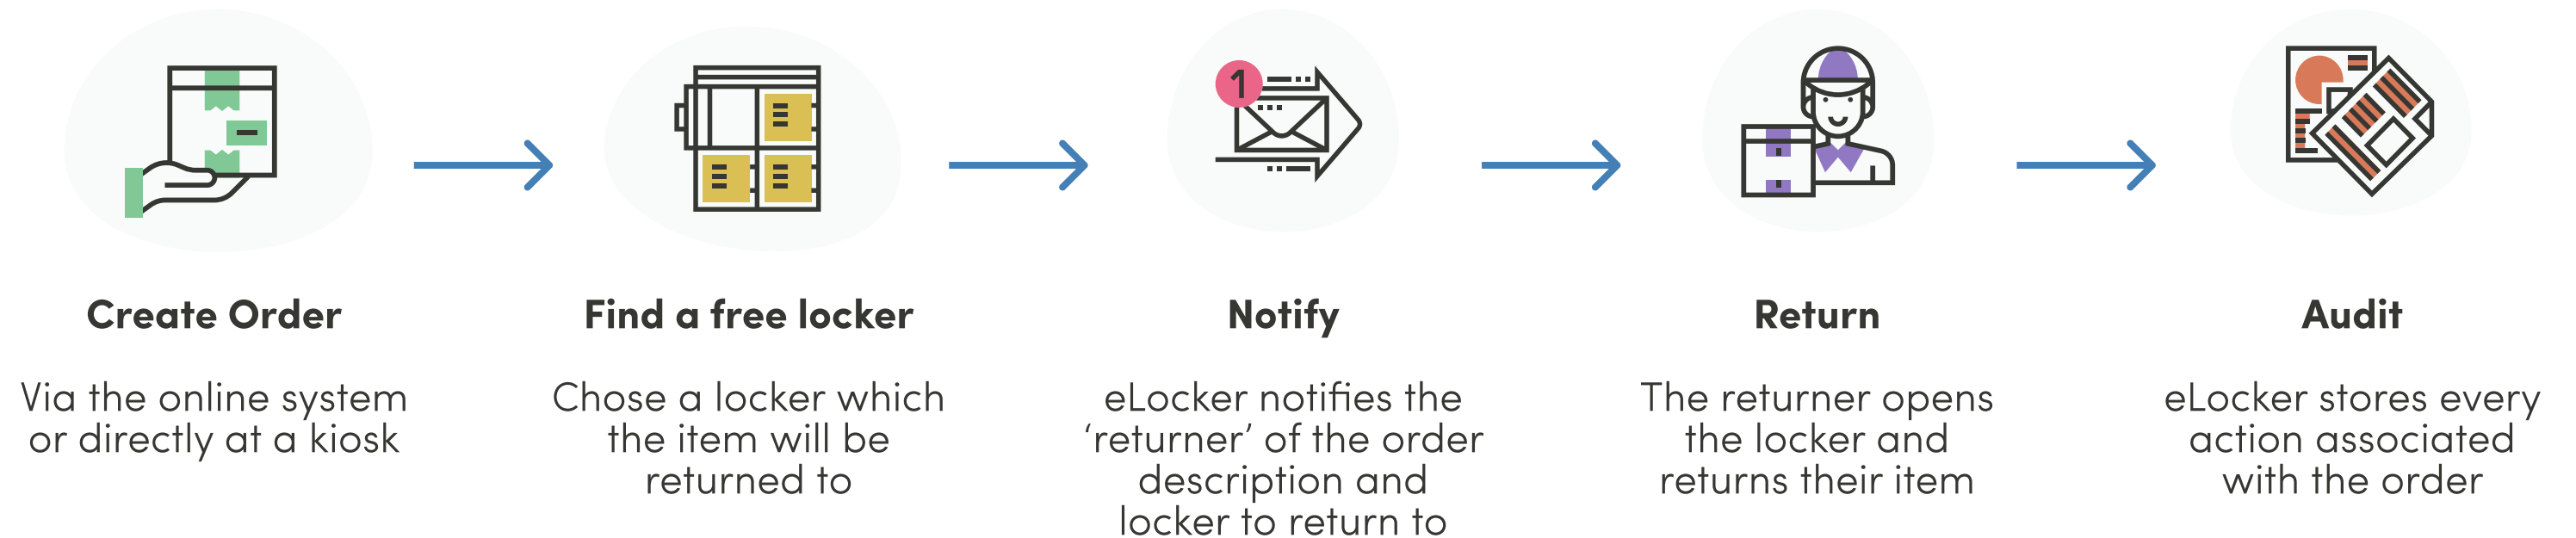 1
Create Order
Via the online system
or directly at a kiosk
Find a free locker
Chose a locker which
the item will be
returned to
Notify
eLocker notifies the
‘returner’ of the order
description and
locker to return to
Return
The returner opens
the locker and
returns their item
Audit
eLocker stores every
action associated
with the order